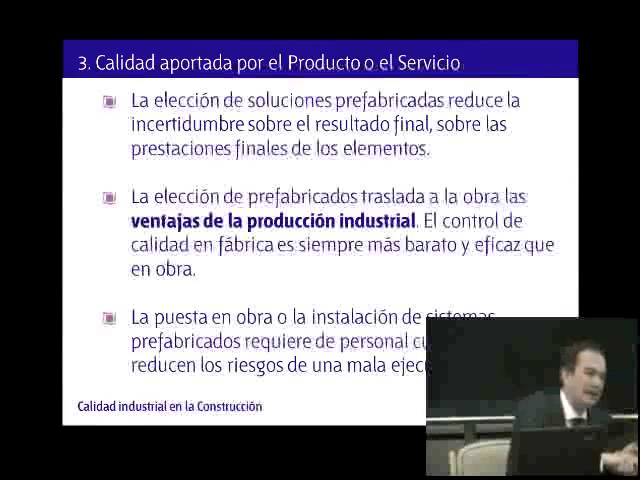 3. Calidad aportada por el Producto o el Servicio
La elección de soluciones prefabricadas reduce la
incertidumbre sobre el resultado final, sobre las
prestaciones finales de los elementos.
La elección de prefabricados traslada a la obra las
ventajas de la producción industrial. El control de
calidad en fábrica es siempre más barato y eficaz que
en obra.
La puesta en obra o la instalación de sistemas
prefabricados requiere de personal
reducen los riesgos de una mala
Calidad industrial en la Construcción